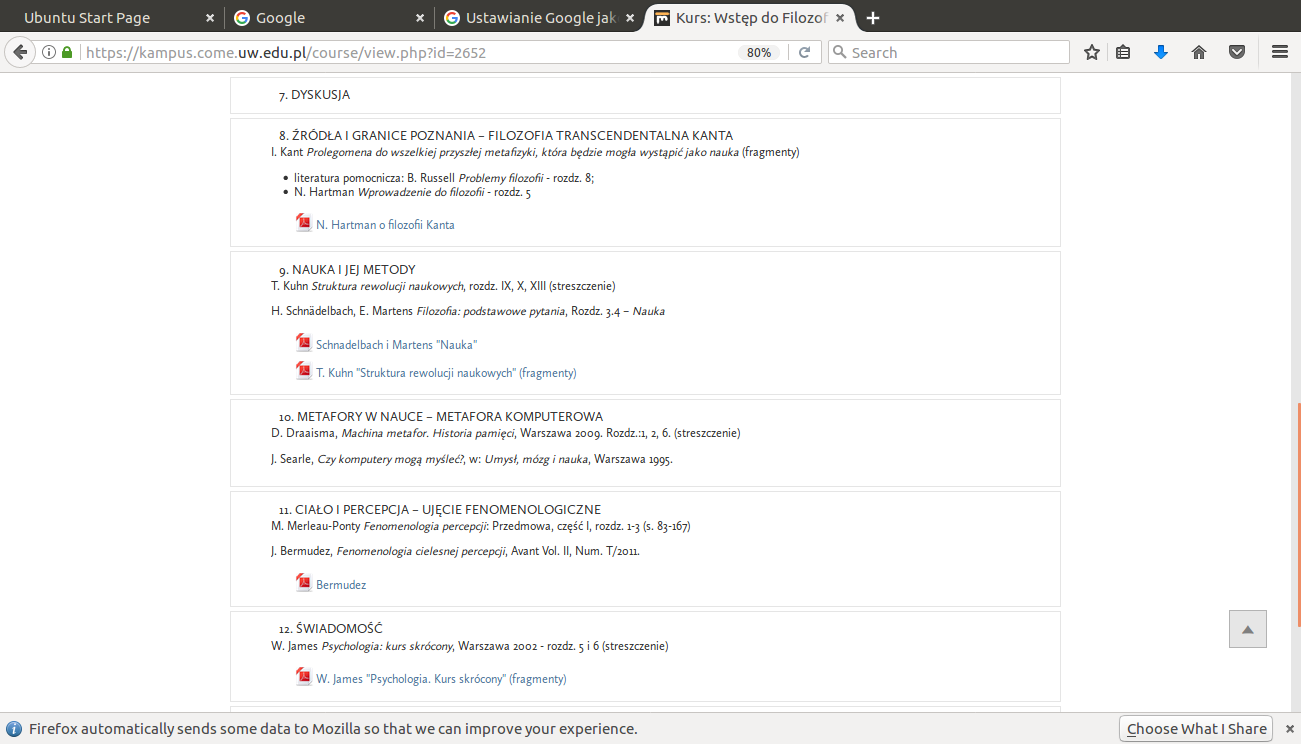 Ubuntu Start Page
Google
Ustawianie Google jak
Kurs: Wstęp do Filozof
https://kampus.come.uw.edu.pl/course/view.php?id=2652
80%
Search
7. DYSKUSJA
8. ŹRÓDŁA I GRANICE POZNANIA – FILOZOFIA TRANSCENDENTALNA KANTA
I. Kant Prolegomena do wszelkiej przyszłej metafizyki, która będzie mogła wystąpić jako nauka (fragmenty)
• literatura pomocnicza: B. Russell Problemy filozofii - rozdz. 8;
• N. Hartman Wprowadzenie do filozofii - rozdz. 5
N. Hartman o filozofii Kanta
9. NAUKA I JEJ METODY
T. Kuhn Struktura rewolucji naukowych, rozdz. IX, X, XIII (streszczenie)
H. Schnädelbach, E. Martens Filozofia: podstawowe pytania, Rozdz. 3.4 – Nauka
Schnadelbach i Martens "Nauka"
T. Kuhn "Struktura rewolucji naukowych" (fragmenty)
10. METAFORY W NAUCE – METAFORA KOMPUTEROWA
D. Draaisma, Machina metafor. Historia pamięci, Warszawa 2009. Rozdz.:1, 2, 6. (streszczenie)
J. Searle, Czy komputery mogą myśleć?, w: Umysł, mózg i nauka, Warszawa 1995.
11. CIAŁO I PERCEPCJA – UJĘCIE FENOMENOLOGICZNE
M. Merleau-Ponty Fenomenologia percepcji: Przedmowa, część I, rozdz. 1-3 (s. 83-167)
J. Bermudez, Fenomenologia cielesnej percepcji, Avant Vol. II, Num. T/2011.
Bermudez
12. ŚWIADOMOŚĆ
W. James Psychologia: kurs skrócony, Warszawa 2002 - rozdz. 5 i 6 (streszczenie)
W. James "Psychologia. Kurs skrócony" (fragmenty)
Firefox automatically sends some data to Mozilla so that we can improve your experience.
Choose What I Share